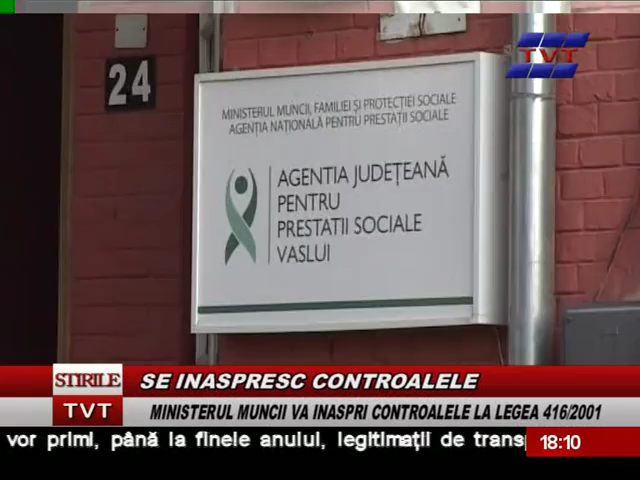 TVT
24
MINISTERUL MUNCII, FAMILIEI ȘI PROTECȚIEI SOCIALE
AGENȚIA NAȚIONALĂ PENTRU PRESTAȚII SOCIALE
AGENTIA JUDEȚEANĂ
PENTRU
PRESTATII SOCIALE
VASLUI
STIRILE
TVT
SE INASPRESC CONTROALELE
MINISTERUL MUNCII VA INASPRI CONTROALELE LA LEGEA 416/2001
vor primi, până la finele anului, legitimații de transp
18:10